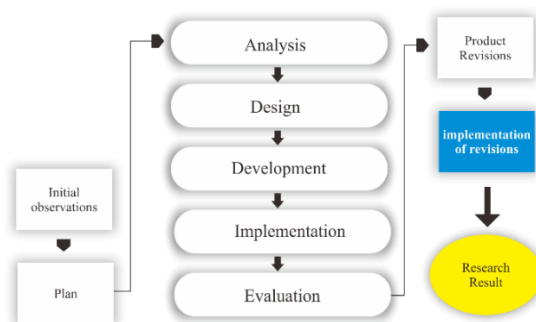 Initial
observations
Plan
Analysis
Design
Development
Implementation
Evaluation
Product
Revisions
implementation
of revisions
Research
Result